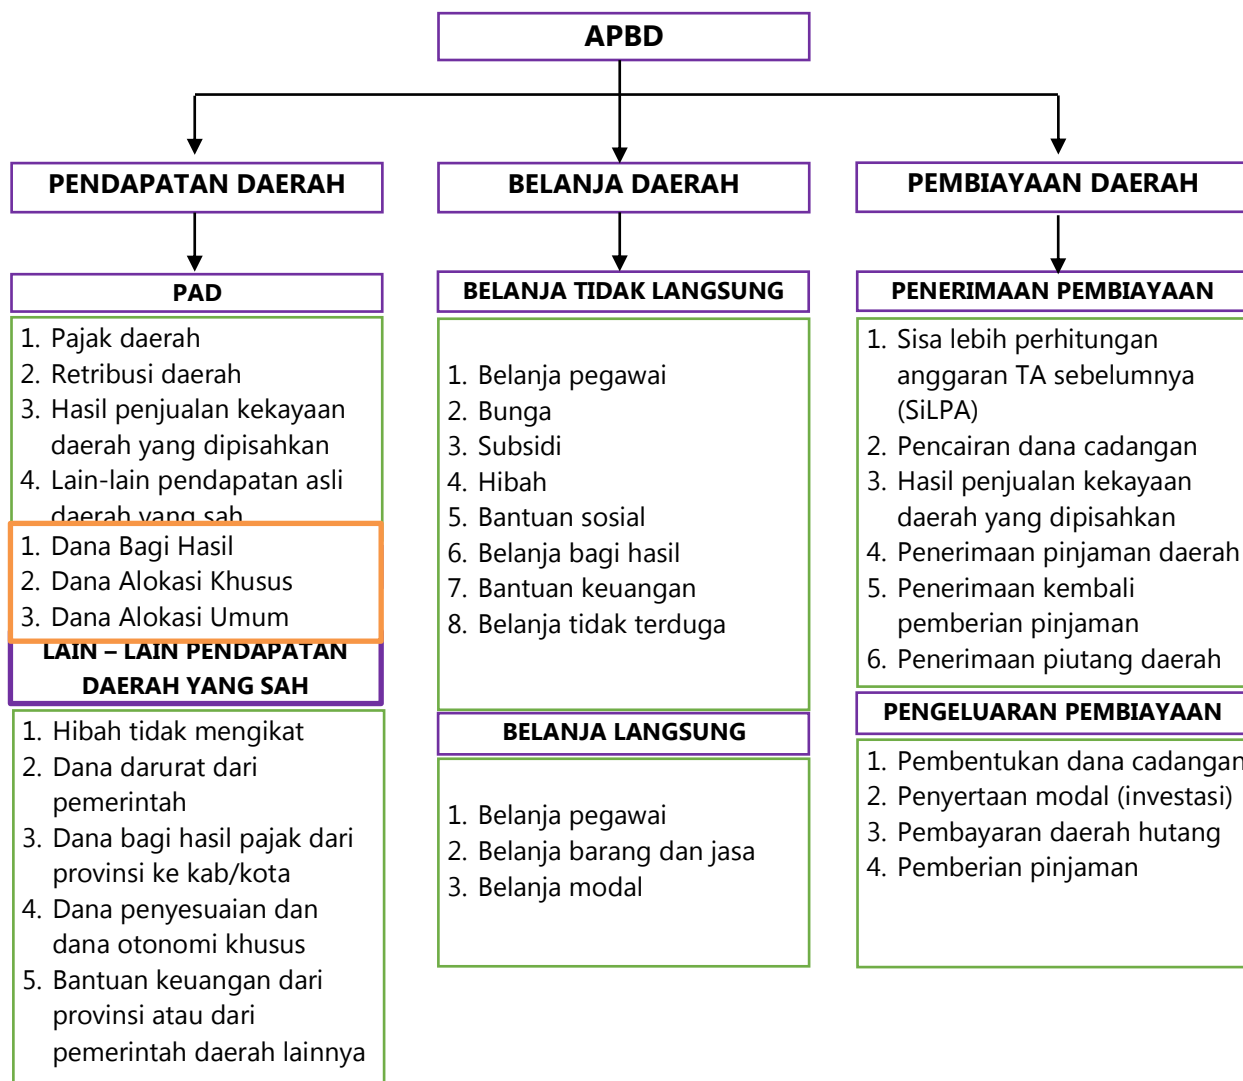 APBD
PENDAPATAN DAERAH
PAD
1. Pajak daerah
2. Retribusi daerah
3. Hasil penjualan kekayaan
daerah yang dipisahkan
4. Lain-lain pendapatan asli
daerah yang sah
1. Dana Bagi Hasil
2. Dana Alokasi Khusus
3. Dana Alokasi Umum
LAIN – LAIN PENDAPATAN
DAERAH YANG SAH
1. Hibah tidak mengikat
2. Dana darurat dari
pemerintah
3. Dana bagi hasil pajak dari
provinsi ke kab/kota
4. Dana penyesuaian dan
dana otonomi khusus
5. Bantuan keuangan dari
provinsi atau dari
pemerintah daerah lainnya
BELANJA DAERAH
BELANJA TIDAK LANGSUNG
1. Belanja pegawai
2. Bunga
3. Subsidi
4. Hibah
5. Bantuan sosial
6. Belanja bagi hasil
7. Bantuan keuangan
8. Belanja tidak terduga
BELANJA LANGSUNG
1. Belanja pegawai
2. Belanja barang dan jasa
3. Belanja modal
PEMBIAYAAN DAERAH
PENERIMAAN PEMBIAYAAN
1. Sisa lebih perhitungan
anggaran TA sebelumnya
(SiLPA)
2. Pencairan dana cadangan
3. Hasil penjualan kekayaan
daerah yang dipisahkan
4. Penerimaan pinjaman daerah
5. Penerimaan kembali
pemberian pinjaman
6. Penerimaan piutang daerah
PENGELUARAN PEMBIAYAAN
1. Pembentukan dana cadangan
2. Penyertaan modal (investasi)
3. Pembayaran daerah hutang
4. Pemberian pinjaman